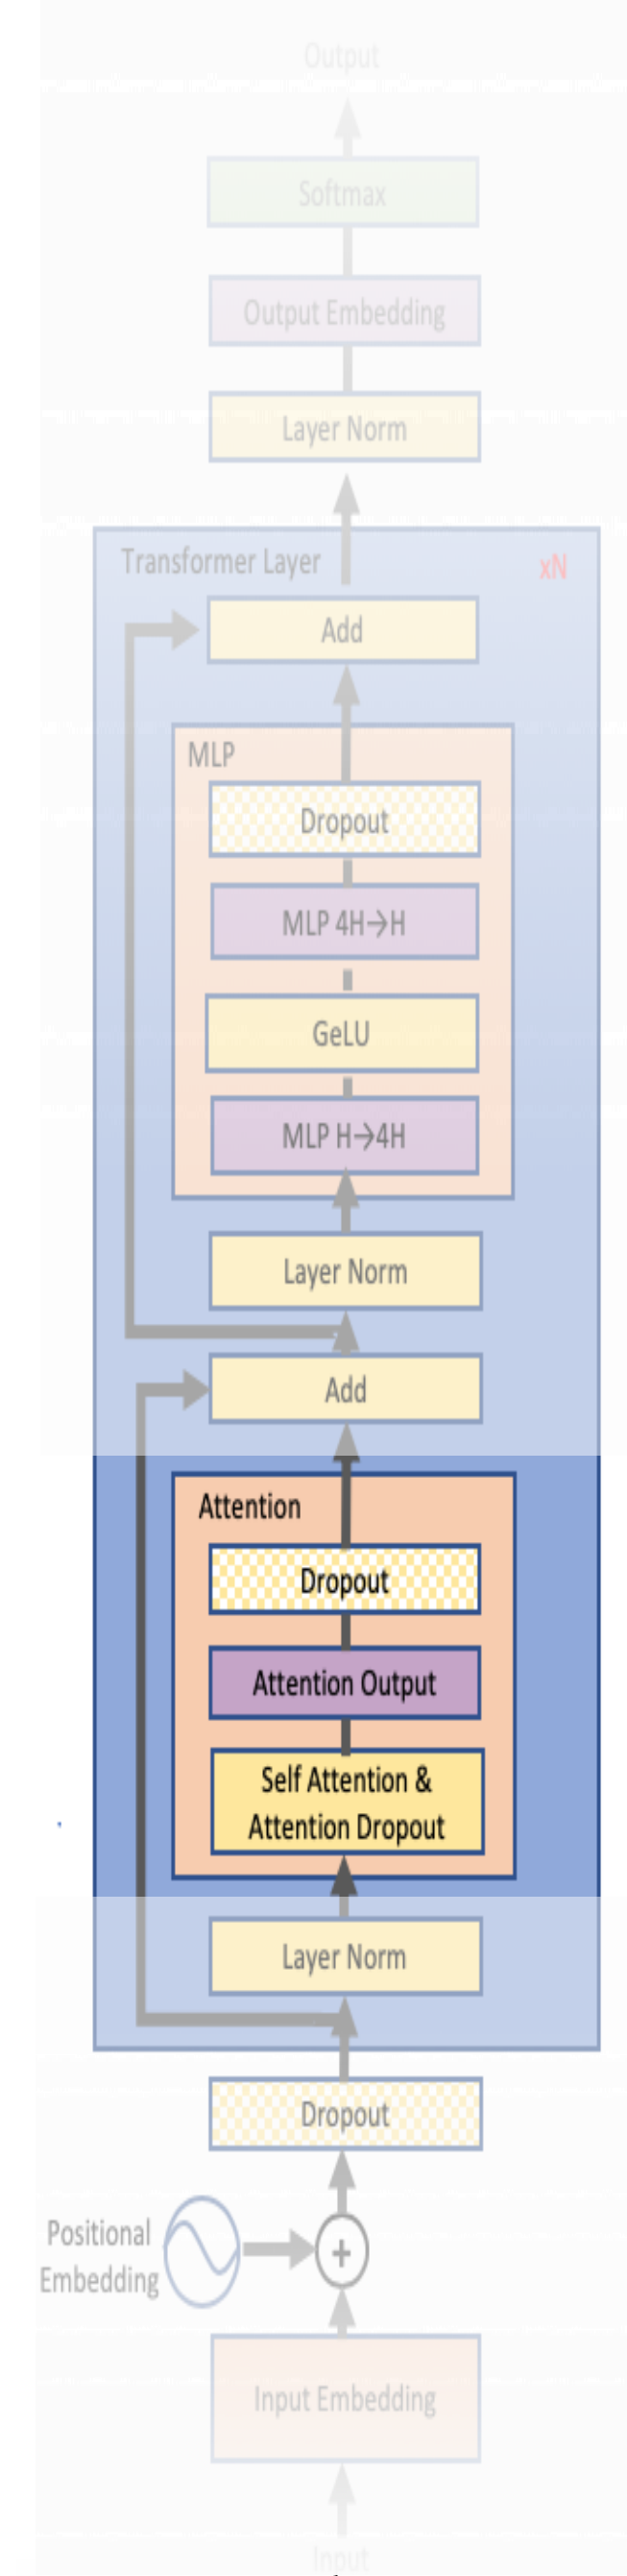 Output
Softmax
Output Embedding
Layer Norm
Transformer Layer
xN
Add
MLP
Dropout
MLP 4H→H
GeLU
MLP H→4H
Layer Norm
Add
Attention
Dropout
Attention Output
Self Attention &
Attention Dropout
Layer Norm
Dropout
Positional
Embedding
+
Input Embedding
Input